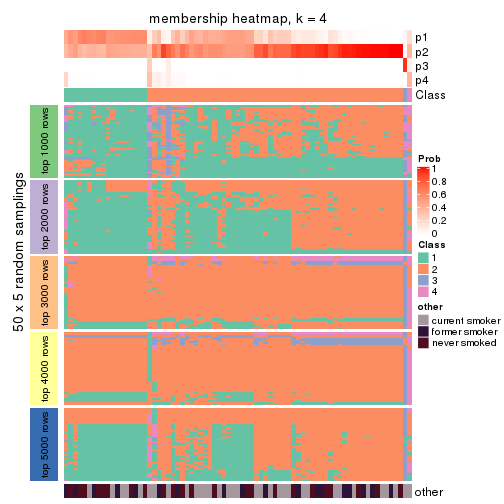 membership heatmap, k = 4
p1
p2
p3
p4
Class
50 x 5 random samplings
top 1000 rows
top 2000 rows
top 3000 rows
top 4000 rows
top 5000 rows
other
Prob
1
0.8
0.6
0.4
0.2
0
Class
1
2
3
4
other
current smoker
former smoker
never smoked